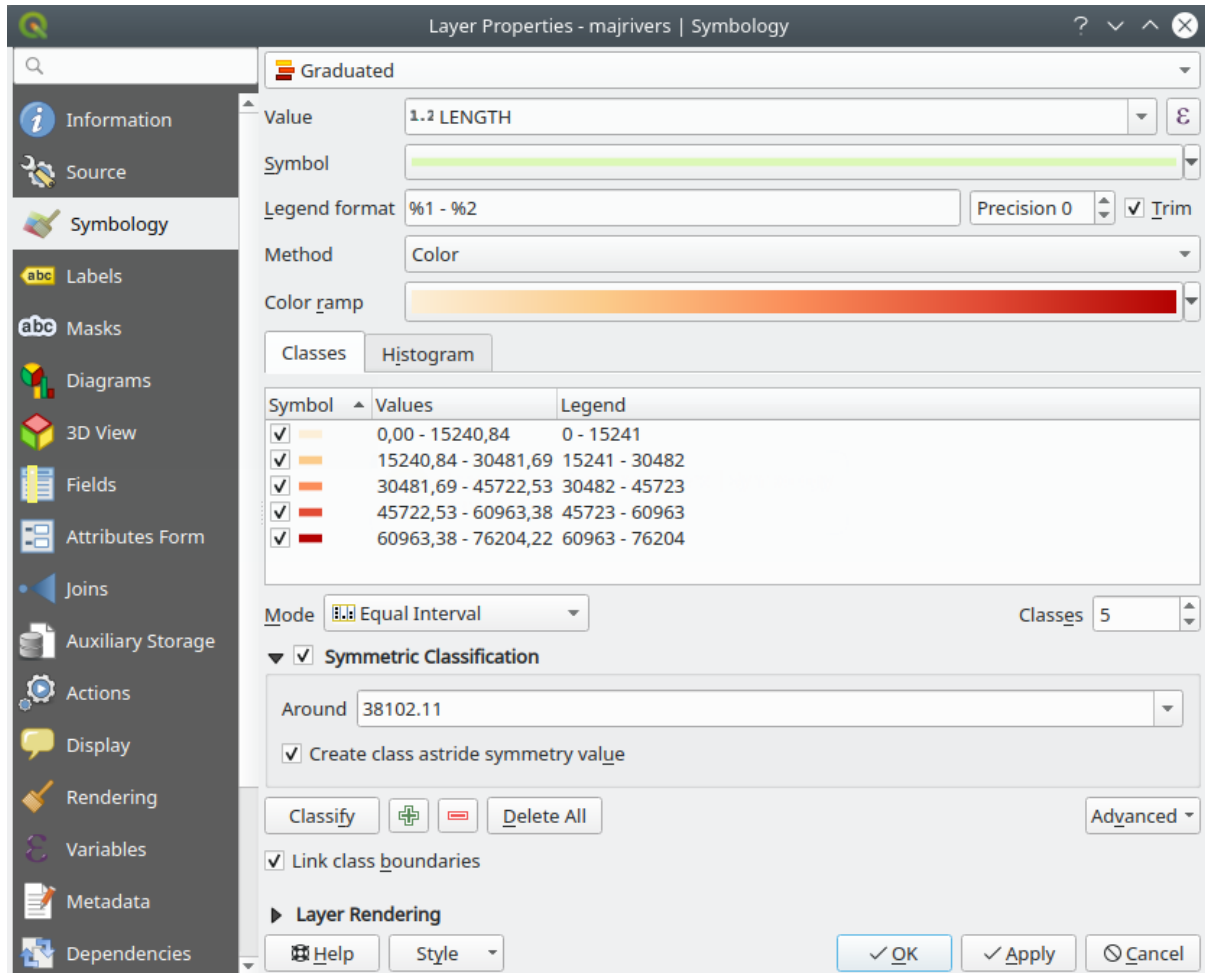 Layer Properties - majrivers | Symbology
Graduated
Information
Source
Symbology
Labels
Masks
Diagrams
3D View
Fields
Attributes Form
Joins
Auxiliary Storage
Actions
Display
Rendering
Variables
Metadata
Dependencies
Value 1.2 LENGTH ε
Symbol
Legend format %1 - %2 Precision 0 Trim
Method Color
Color ramp
Classes Histogram
Symbol Values Legend
0,00 - 15240,84 0 - 15241
15240,84 - 30481,69 15241 - 30482
30481,69 - 45722,53 30482 - 45723
45722,53 - 60963,38 45723 - 60963
60963,38 - 76204,22 60963 - 76204
Mode Equal Interval Classes 5
Symmetric Classification
Around 38102.11
Create class astride symmetry value
Classify Delete All Advanced
Link class boundaries
Layer Rendering
Help Style OK Apply Cancel